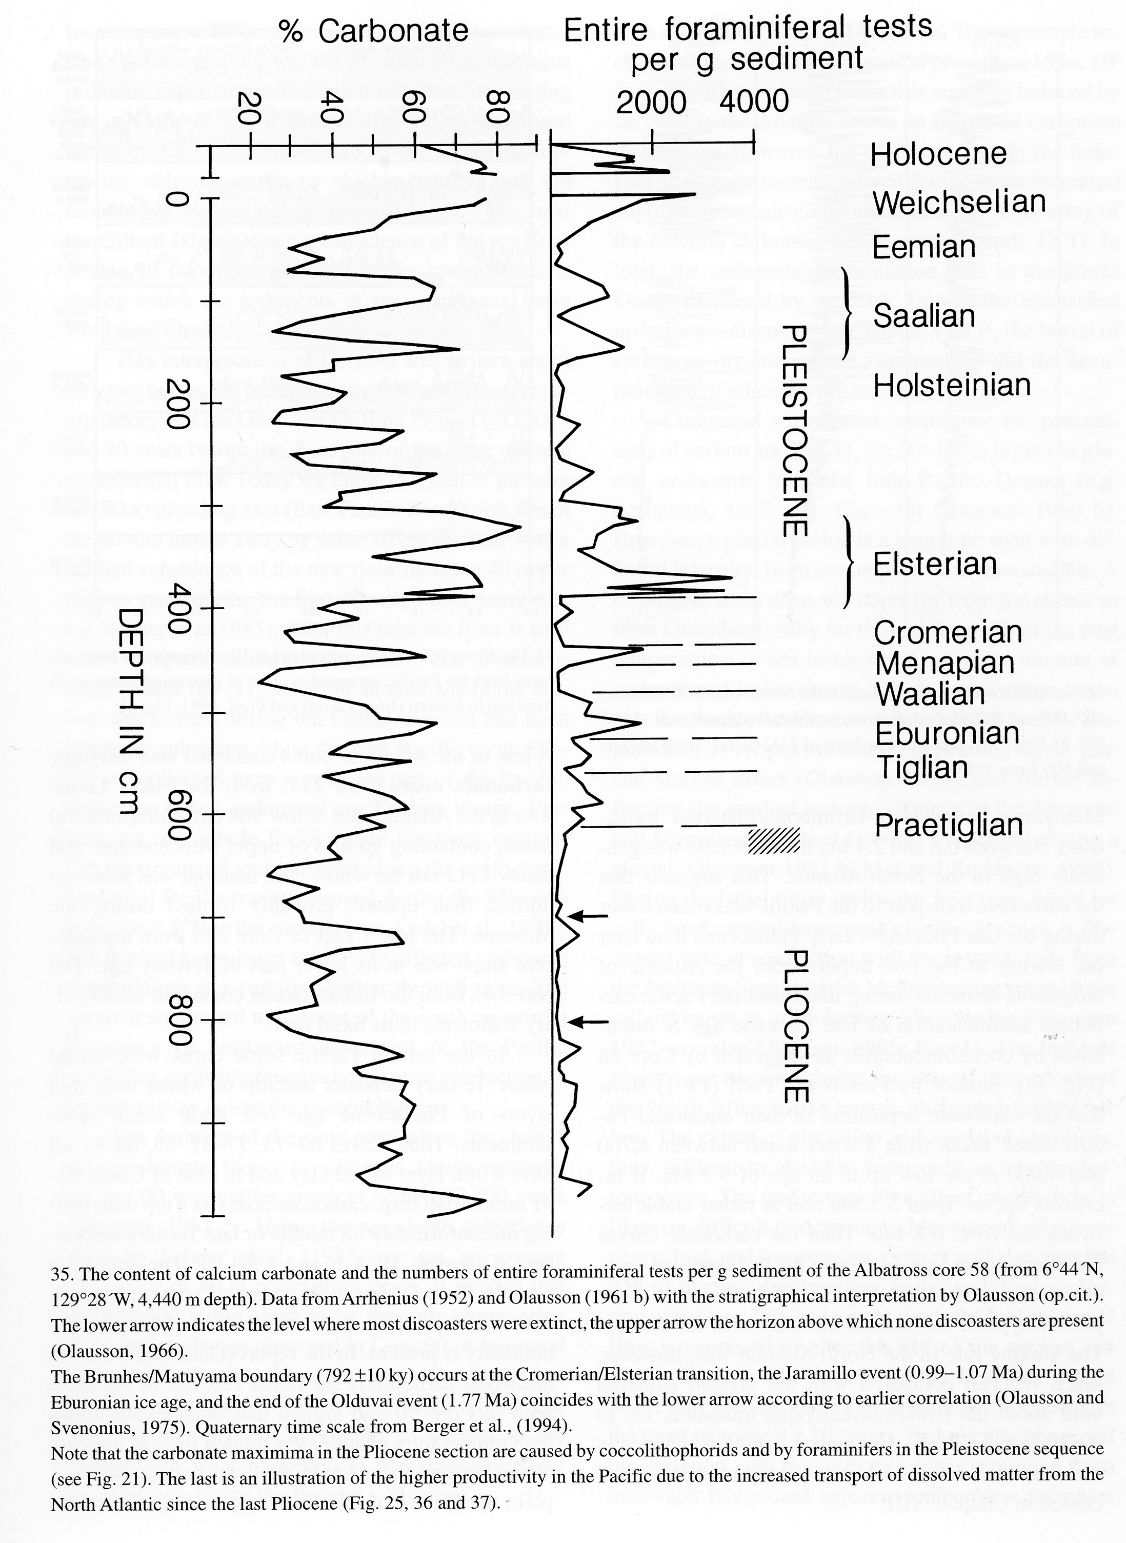 % Carbonate
Entire foraminiferal tests
per g sediment
20
40
60
80
2000
4000
Holocene
0
Weichselian
Eemian
Saalian
PLEISTOCENE
200
Holsteinian
Elsterian
400
DEPTH IN cm
Cromerian
Menapian
Waalian
Eburonian
Tiglian
600
Praetiglian
PLIOCENE
800
35. The content of calcium carbonate and the numbers of entire foraminiferal tests per g sediment of the Albatross core 58 (from 6°44´N,
129°28´W, 4,440 m depth). Data from Arrhenius (1952) and Olausson (1961 b) with the stratigraphical interpretation by Olausson (op.cit.).
The lower arrow indicates the level where most discoasters were extinct, the upper arrow the horizon above which none discoasters are present
(Olausson, 1966).
The Brunhes/Matuyama boundary (792 ±10 ky) occurs at the Cromerian/Elsterian transition, the Jaramillo event (0.99–1.07 Ma) during the
Eburonian ice age, and the end of the Olduvai event (1.77 Ma) coincides with the lower arrow according to earlier correlation (Olausson and
Svenonius, 1975). Quaternary time scale from Berger et al., (1994).
Note that the carbonate maximima in the Pliocene section are caused by coccolithophorids and by foraminifers in the Pleistocene sequence
(see Fig. 21). The last is an illustration of the higher productivity in the Pacific due to the increased transport of dissolved matter from the
North Atlantic since the last Pliocene (Fig. 25, 36 and 37).